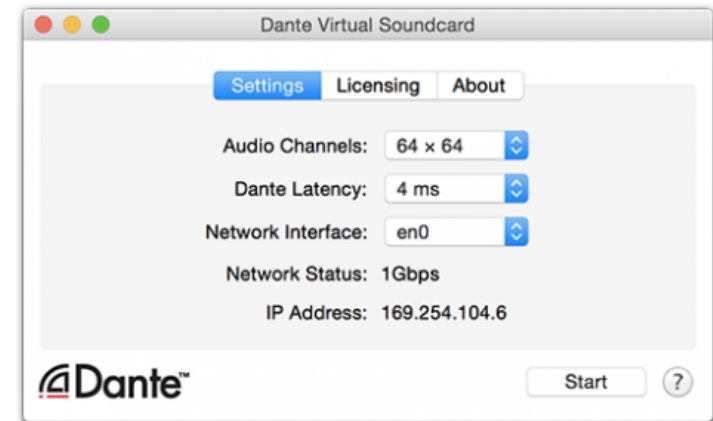 Dante Virtual Soundcard
Settings Licensing About
Audio Channels: 64 × 64
Dante Latency: 4 ms
Network Interface: en0
Network Status: 1Gbps
IP Address: 169.254.104.6
Dante™ Start ?